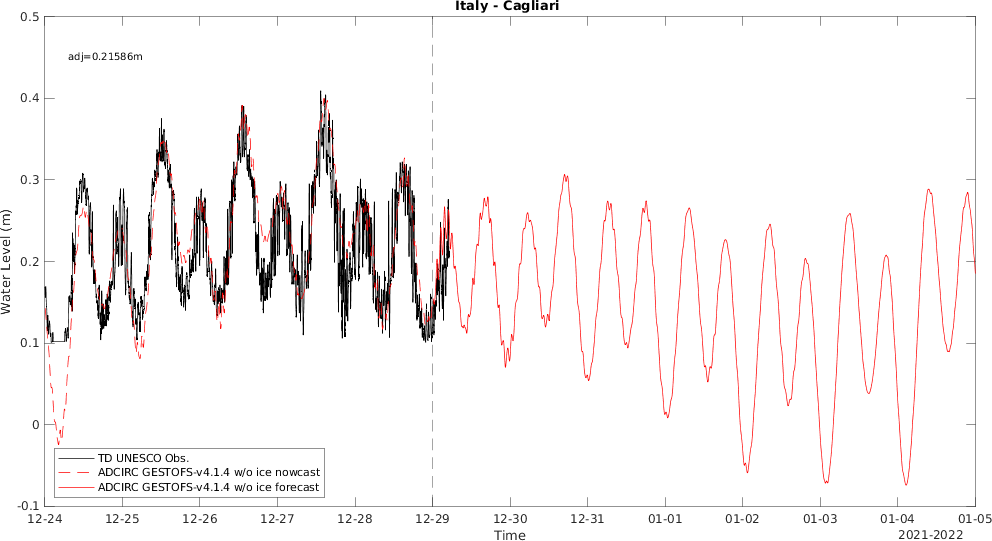 Italy - Cagliari
adj=0.21586m
0.5
0.4
0.3
0.2
0.1
0
-0.1
Water Level (m)
TD UNESCO Obs.
ADCIRC GESTOFS-v4.1.4 w/o ice nowcast
ADCIRC GESTOFS-v4.1.4 w/o ice forecast
12-24 12-25 12-26 12-27 12-28 12-29 12-30 12-31 01-01 01-02 01-03 01-04 01-05
Time
2021-2022